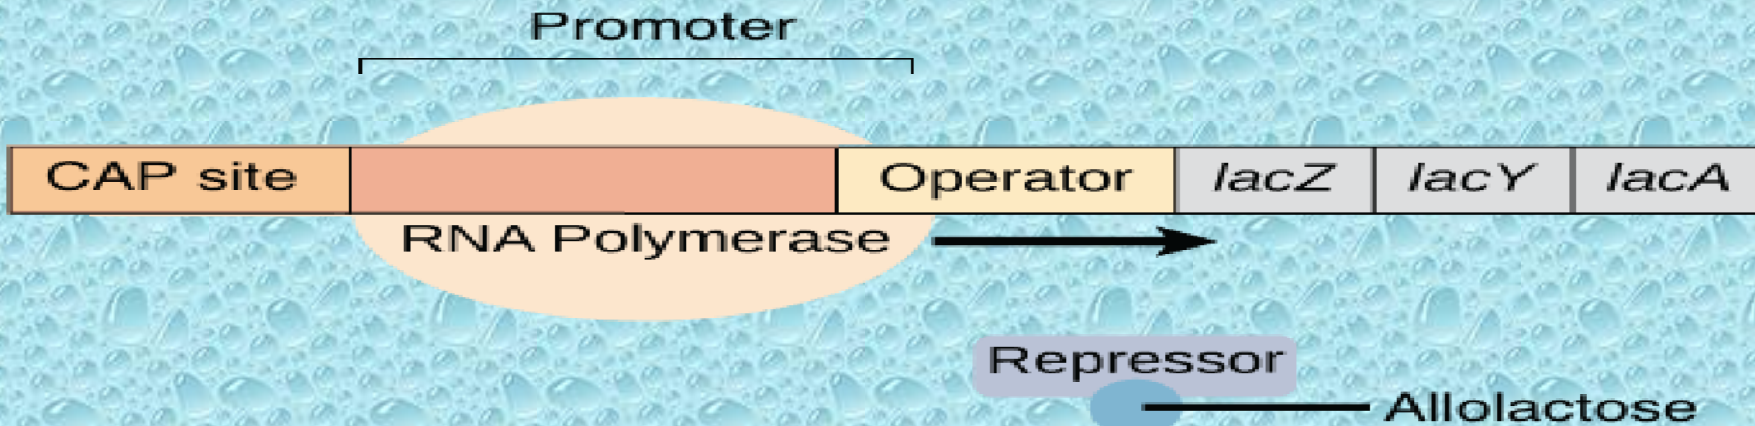 Promoter
CAP site Operator lacZ lacY lacA
RNA Polymerase
Repressor
Allolactose